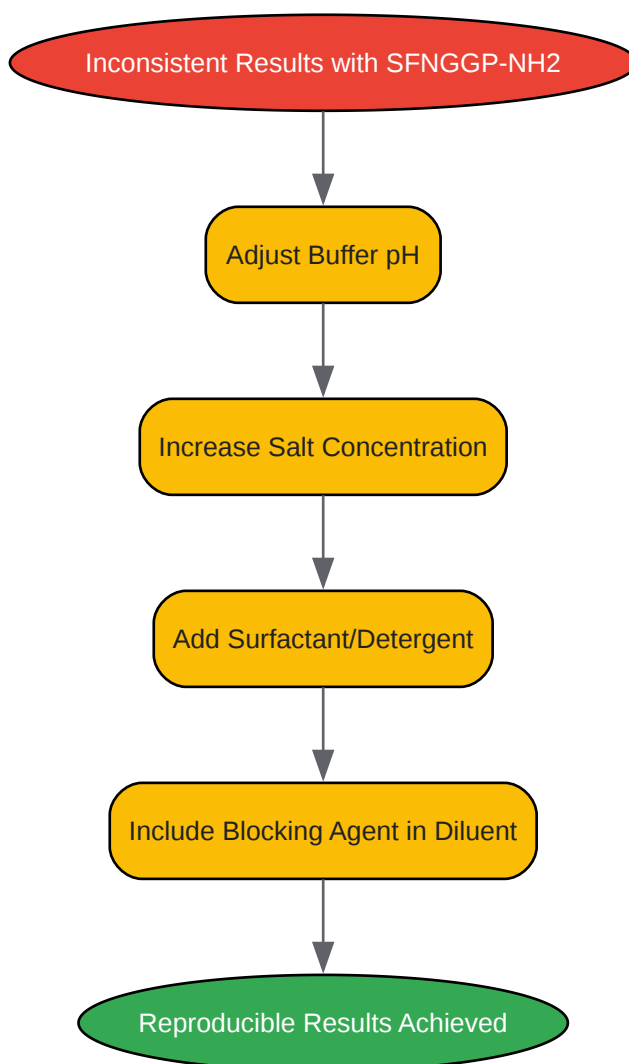 Inconsistent Results with SFNGGP-NH2
Adjust Buffer pH
Increase Salt Concentration
Add Surfactant/Detergent
Include Blocking Agent in Diluent
Reproducible Results Achieved